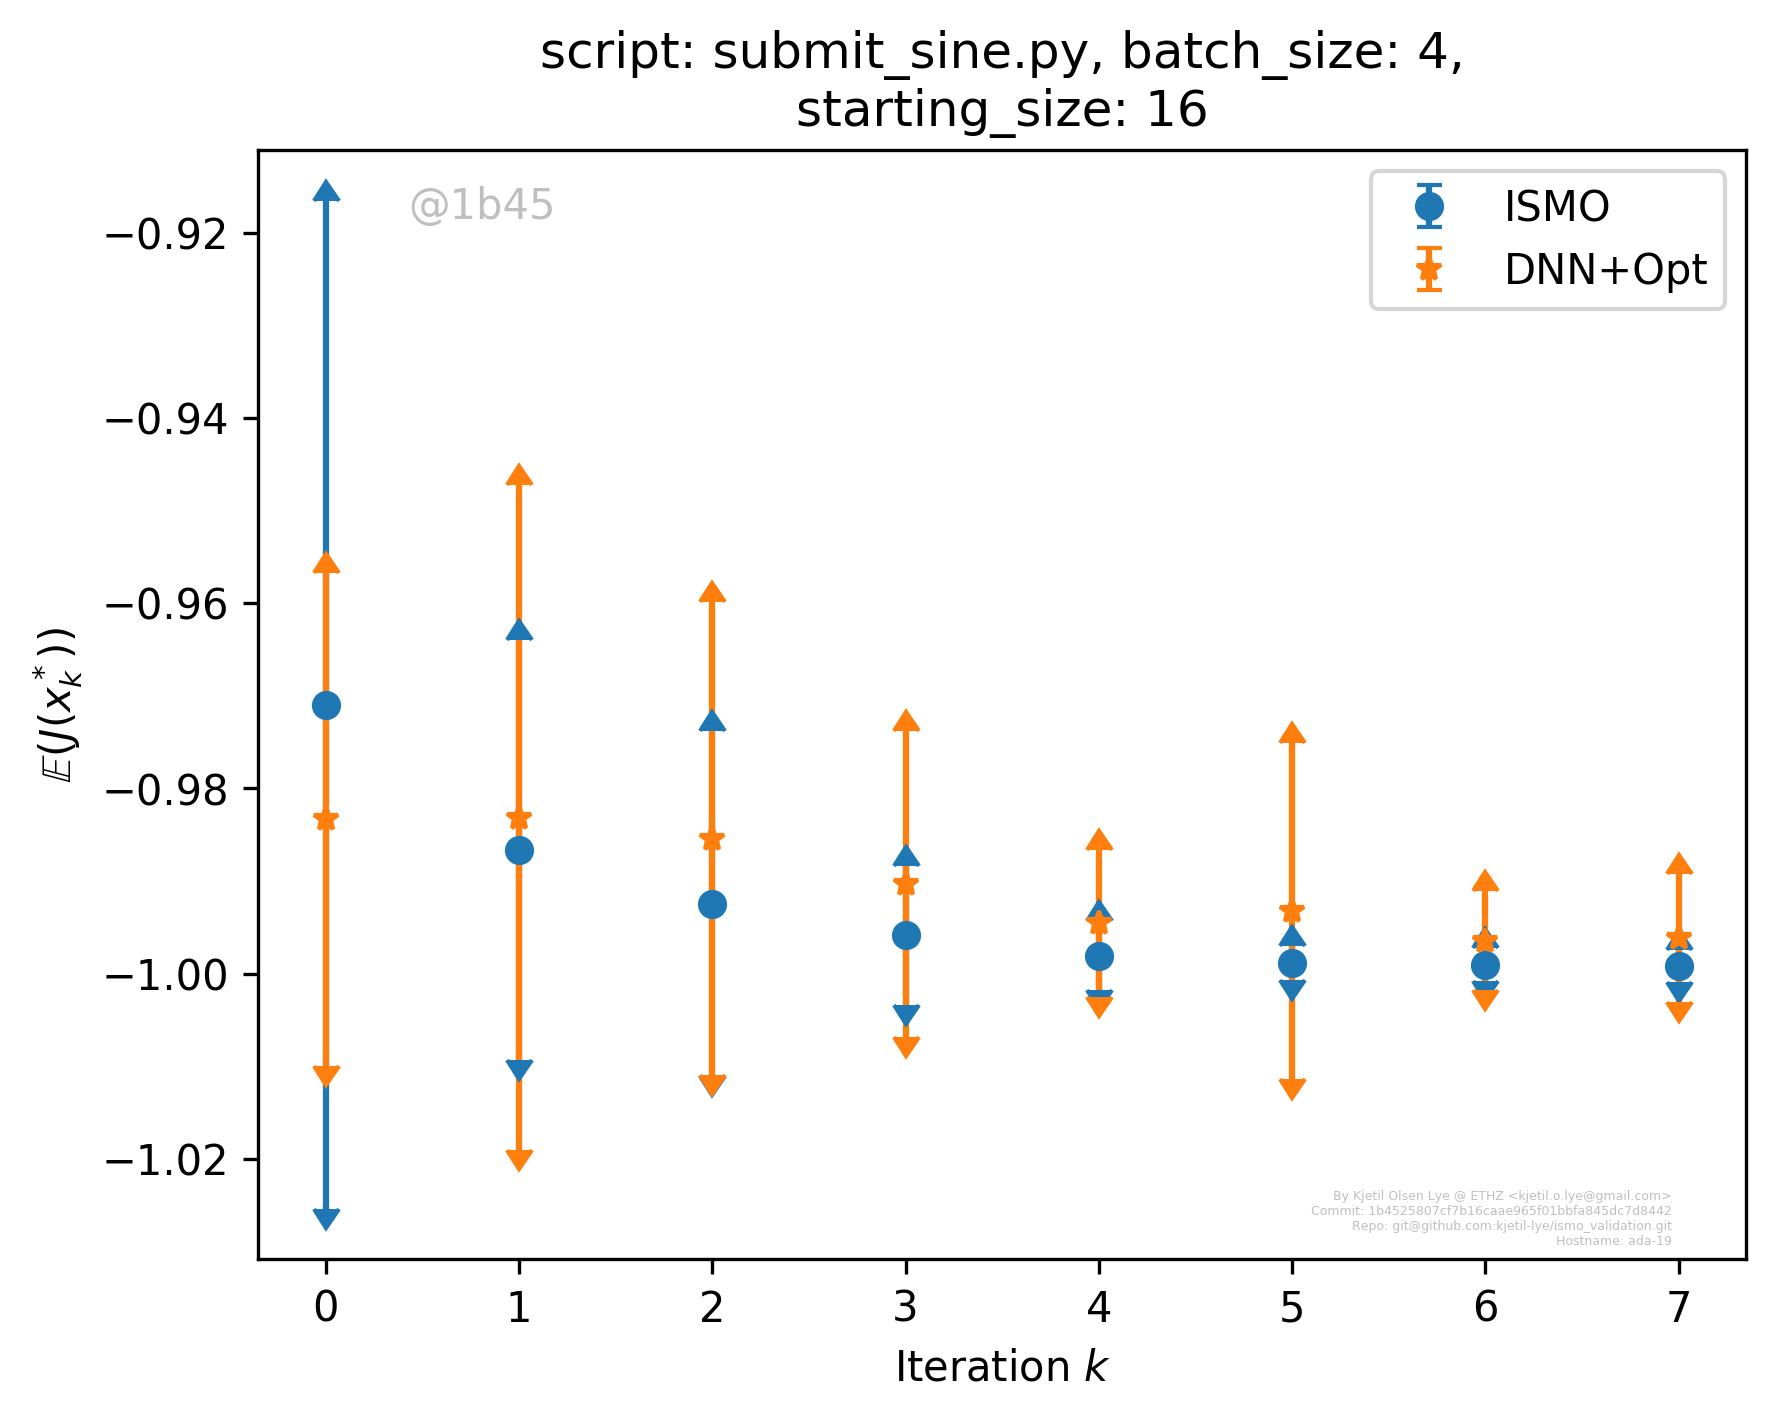 script: submit_sine.py, batch_size: 4,
starting_size: 16
@1b45
ISMO
DNN+Opt
−0.92
−0.94
−0.96
−0.98
−1.00
−1.02
𝔼(J(x*k))
By Kjetil Olsen Lye @ ETHZ <kjetil.o.lye@gmail.com>
Commit: 1b4525807cf7b16caae965f01bbfa845dc7d8442
Repo: git@github.com:kjetil-lye/ismo_validation.git
Hostname: ada-19
0 1 2 3 4 5 6 7
Iteration k